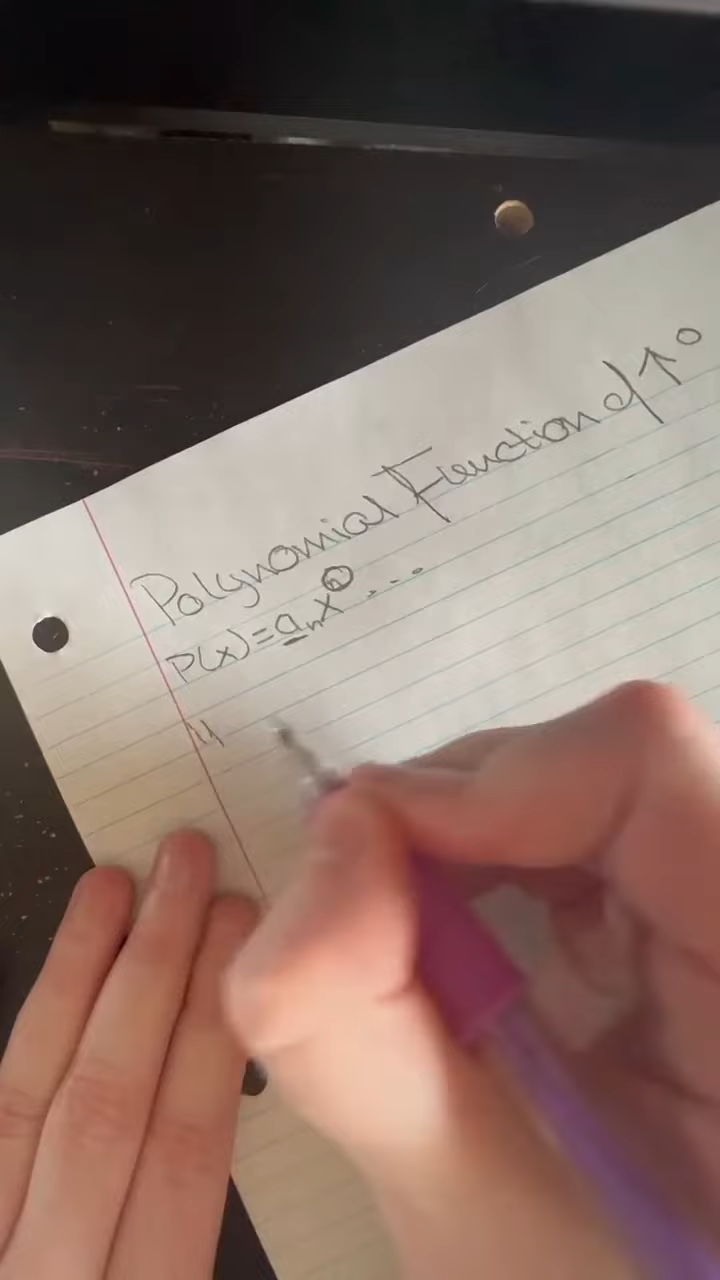 Polynomial Function of ↑°
P(x) = aₙxⁿ ...